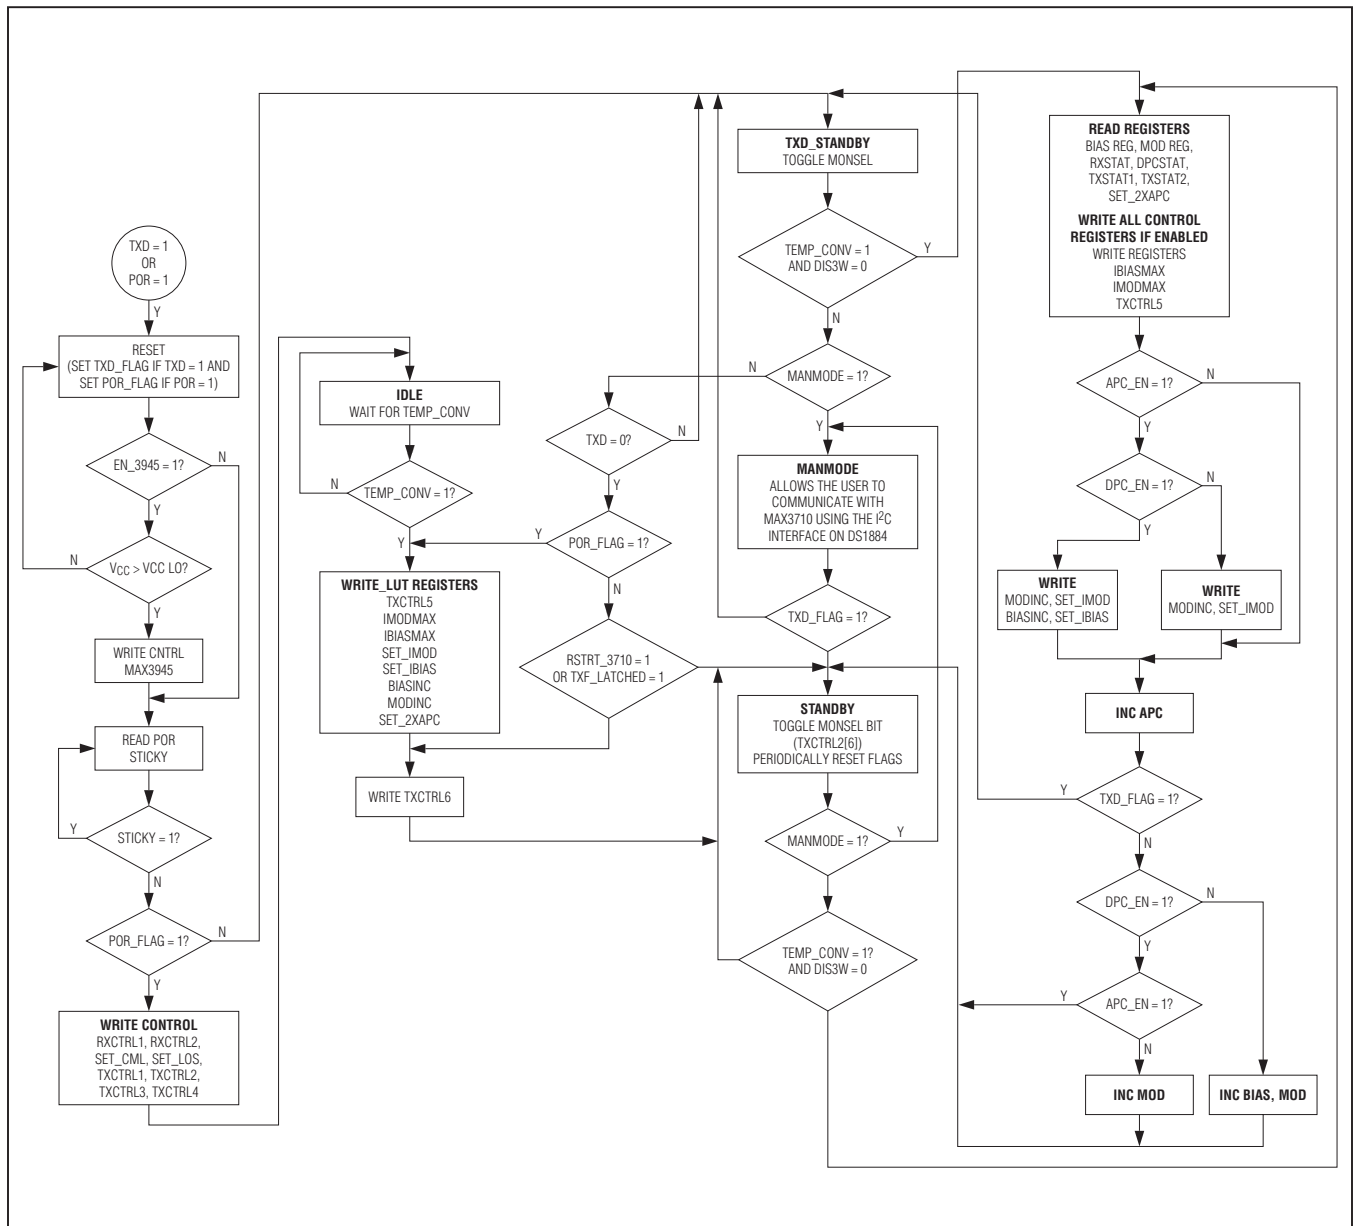 TXD = 1
OR
POR = 1
Y
RESET
(SET TXD_FLAG IF TXD = 1 AND
SET POR_FLAG IF POR = 1)
EN_3945 = 1?
N
Y
VCC > VCC LO?
N
Y
WRITE CNTRL
MAX3945
READ POR
STICKY
STICKY = 1?
Y
N
POR_FLAG = 1?
N
Y
WRITE CONTROL
RXCTRL1, RXCTRL2,
SET_CML, SET_LOS,
TXCTRL1, TXCTRL2,
TXCTRL3, TXCTRL4
IDLE
WAIT FOR TEMP_CONV
N
TEMP_CONV = 1?
Y
WRITE_LUT REGISTERS
TXCTRL5
IMODMAX
IBIASMAX
SET_IMOD
SET_IBIAS
BIASINC
MODINC
SET_2XAPC
WRITE TXCTRL6
N
TXD = 0?
N
Y
Y
POR_FLAG = 1?
N
RSTRT_3710 = 1
OR TXF_LATCHED = 1
TXD_STANDBY
TOGGLE MONSEL
TEMP_CONV = 1
AND DIS3W = 0
Y
N
MANMODE = 1?
Y
MANMODE
ALLOWS THE USER TO
COMMUNICATE WITH
MAX3710 USING THE I2C
INTERFACE ON DS1884
TXD_FLAG = 1?
STANDBY
TOGGLE MONSEL BIT
(TXCTRL2[6])
PERIODICALLY RESET FLAGS
MANMODE = 1?
Y
TEMP_CONV = 1?
AND DIS3W = 0
READ REGISTERS
BIAS REG, MOD REG,
RXSTAT, DPCSTAT,
TXSTAT1, TXSTAT2,
SET_2XAPC
WRITE ALL CONTROL
REGISTERS IF ENABLED
WRITE REGISTERS
IBIASMAX
IMODMAX
TXCTRL5
APC_EN = 1?
N
Y
DPC_EN = 1?
N
Y
WRITE
MODINC, SET_IMOD
BIASINC, SET_IBIAS
WRITE
MODINC, SET_IMOD
INC APC
Y
TXD_FLAG = 1?
N
DPC_EN = 1?
N
Y
Y
APC_EN = 1?
N
INC MOD
INC BIAS, MOD